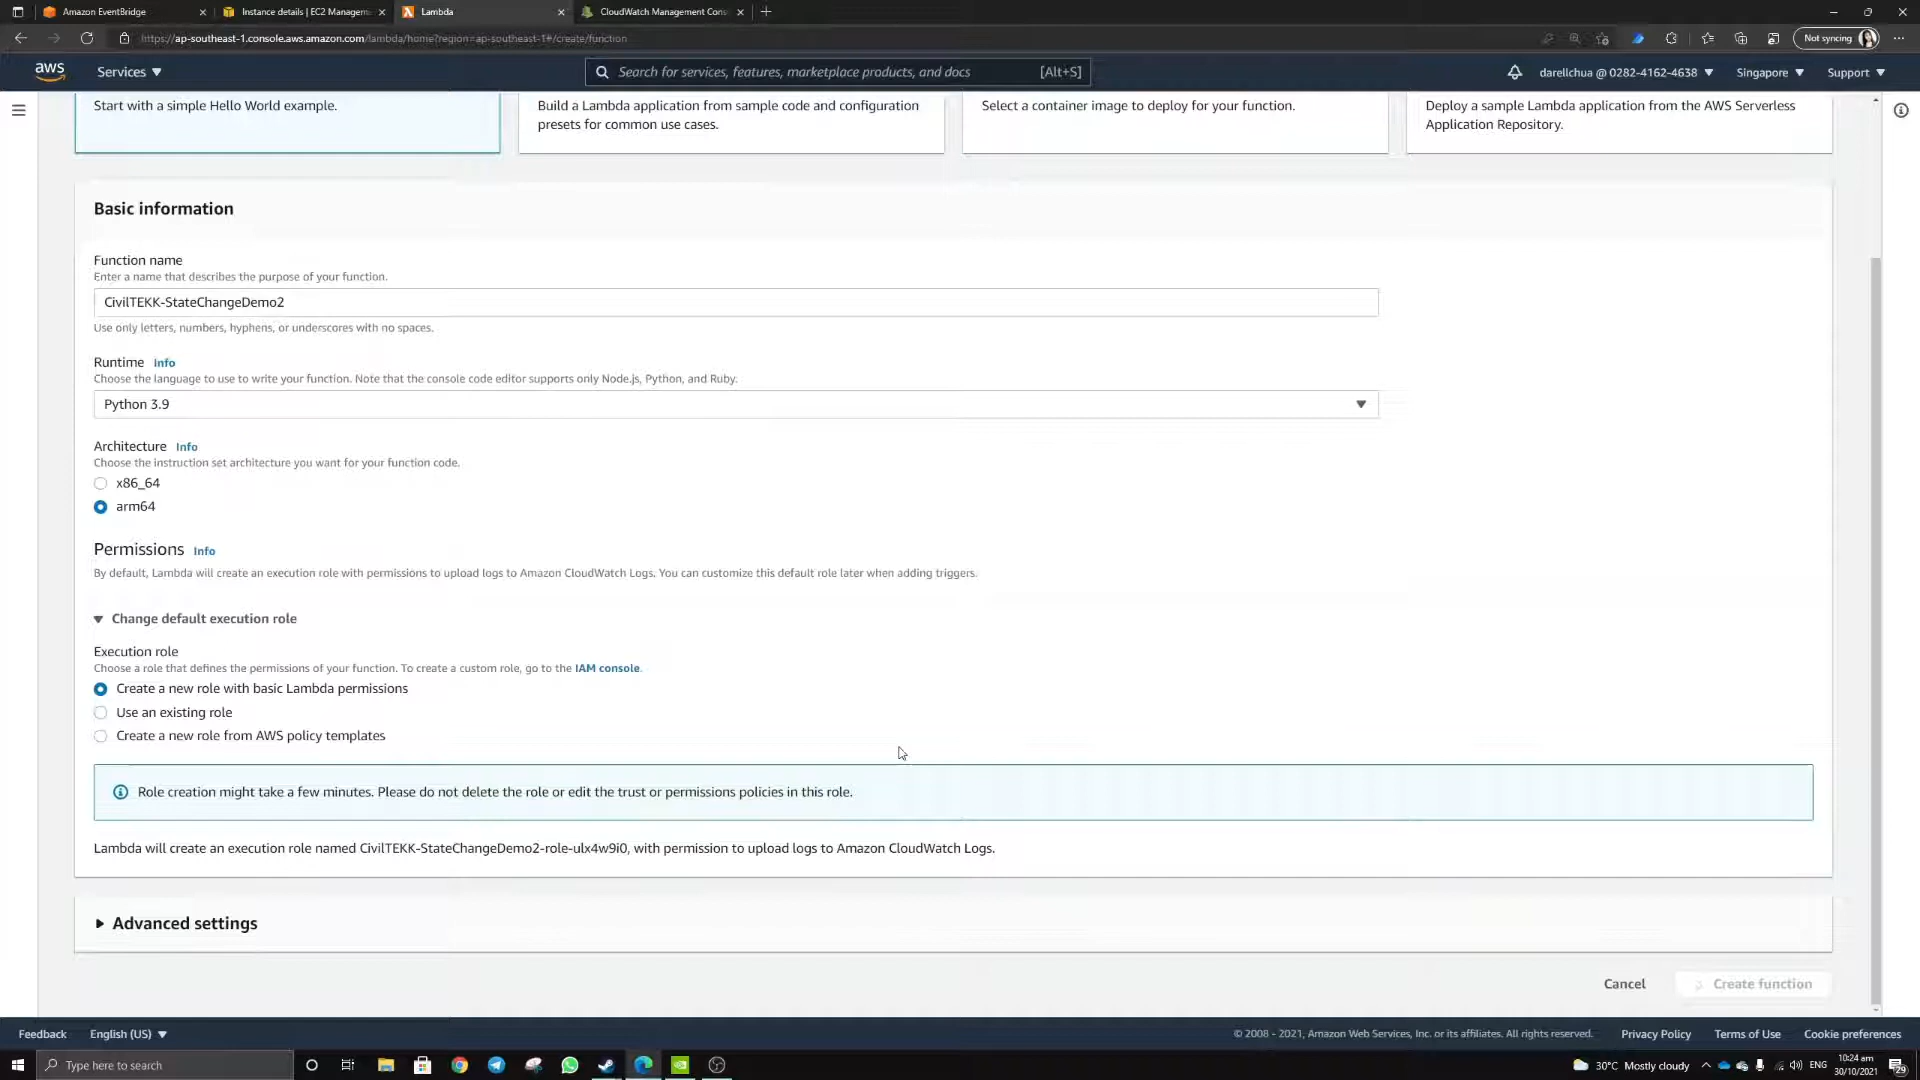 Amazon EventBridge
Instance details | EC2 Managem
Lambda
CloudWatch Management Cons
https://ap-southeast-1.console.aws.amazon.com/lambda/home?region=ap-southeast-1#/create/function
Not syncing
aws
Services
Search for services, features, marketplace products, and docs [Alt+S]
darellchua @ 0282-4162-4638
Singapore
Support
Start with a simple Hello World example.
Build a Lambda application from sample code and configuration
presets for common use cases.
Select a container image to deploy for your function.
Deploy a sample Lambda application from the AWS Serverless
Application Repository.
Basic information
Function name
Enter a name that describes the purpose of your function.
CivilTEKK-StateChangeDemo2
Use only letters, numbers, hyphens, or underscores with no spaces.
Runtime Info
Choose the language to use to write your function. Note that the console code editor supports only Node.js, Python, and Ruby.
Python 3.9
Architecture Info
Choose the instruction set architecture you want for your function code.
x86_64
arm64
Permissions Info
By default, Lambda will create an execution role with permissions to upload logs to Amazon CloudWatch Logs. You can customize this default role later when adding triggers.
Change default execution role
Execution role
Choose a role that defines the permissions of your function. To create a custom role, go to the IAM console.
Create a new role with basic Lambda permissions
Use an existing role
Create a new role from AWS policy templates
Role creation might take a few minutes. Please do not delete the role or edit the trust or permissions policies in this role.
Lambda will create an execution role named CivilTEKK-StateChangeDemo2-role-ulx4w9i0, with permission to upload logs to Amazon CloudWatch Logs.
Advanced settings
Cancel
Create function
Feedback
English (US)
© 2008 - 2021, Amazon Web Services, Inc. or its affiliates. All rights reserved.
Privacy Policy
Terms of Use
Cookie preferences
Type here to search
30°C Mostly cloudy
ENG
10:24 am
30/10/2021
29